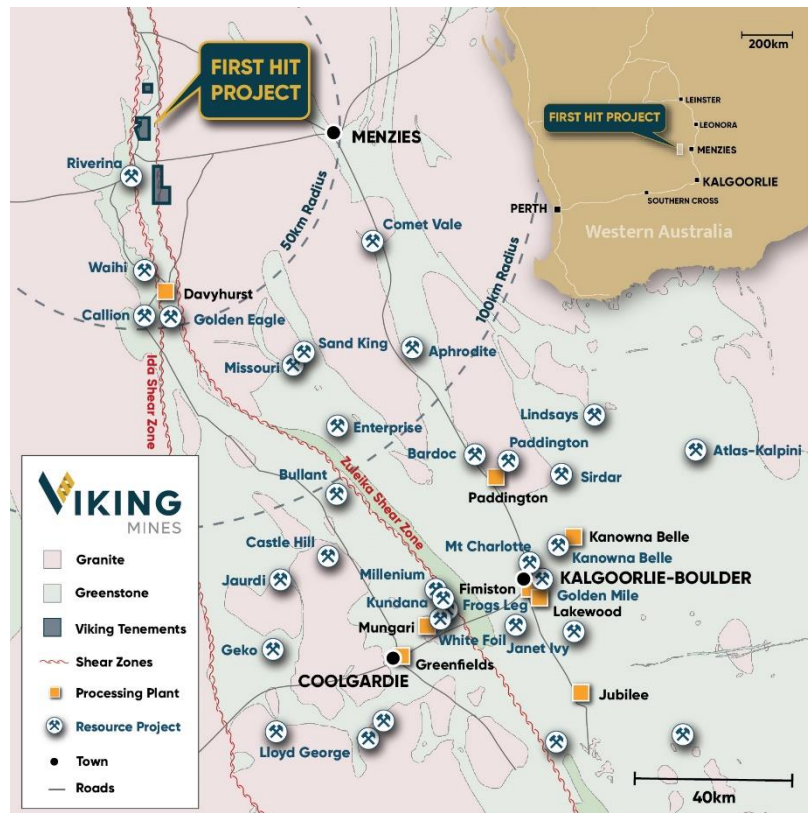 FIRST HIT
PROJECT
200km
LEINSTER
LEONORA
FIRST HIT PROJECT
MENZIES
KALGOORLIE
SOUTHERN CROSS
PERTH
Western Australia
MENZIES
Riverina
50km Radius
Comet Vale
100km Radius
Waihi
Davyhurst
Callion
Golden Eagle
Sand King
Missouri
Aphrodite
Ida Shear Zone
Lindsays
Enterprise
Bardoc
Paddington
Atlas-Kalpini
Sirdar
Paddington
Bullant
Zuleika Shear Zone
Kanowna Belle
Mt Charlotte
Kanowna Belle
Castle Hill
Jaurdi
Millenium
Fimiston
KALGOORLIE-BOULDER
Kundana
Frogs Leg
Golden Mile
Lakewood
Mungari
White Foil
Janet Ivy
Geko
Greenfields
COOLGARDIE
Jubilee
Lloyd George
40km
VIKING
MINES
Granite
Greenstone
Viking Tenements
Shear Zones
Processing Plant
Resource Project
Town
Roads